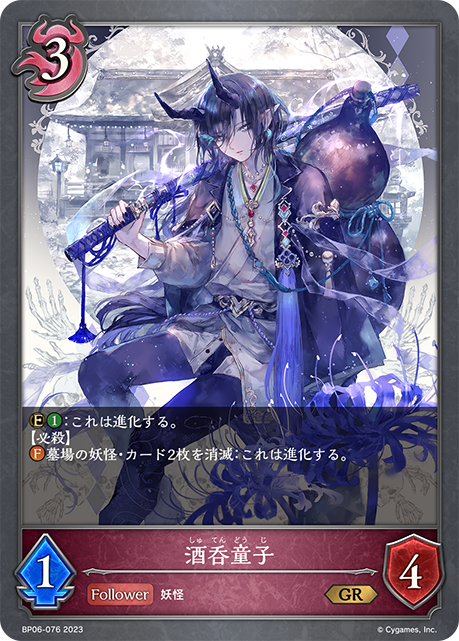 3
E 1:これは進化する。
【必殺】
F 墓場の妖怪・カード2枚を消滅:これは進化する。
しゅ てん どう じ
酒呑童子
1
Follower 妖怪
GR
4
BP06-076 2023
© Cygames, Inc.